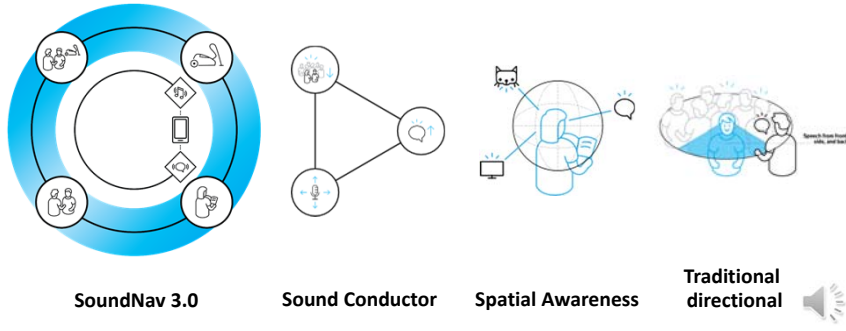 Speech from front,
side, and back
SoundNav 3.0
Sound Conductor
Spatial Awareness
Traditional
directional